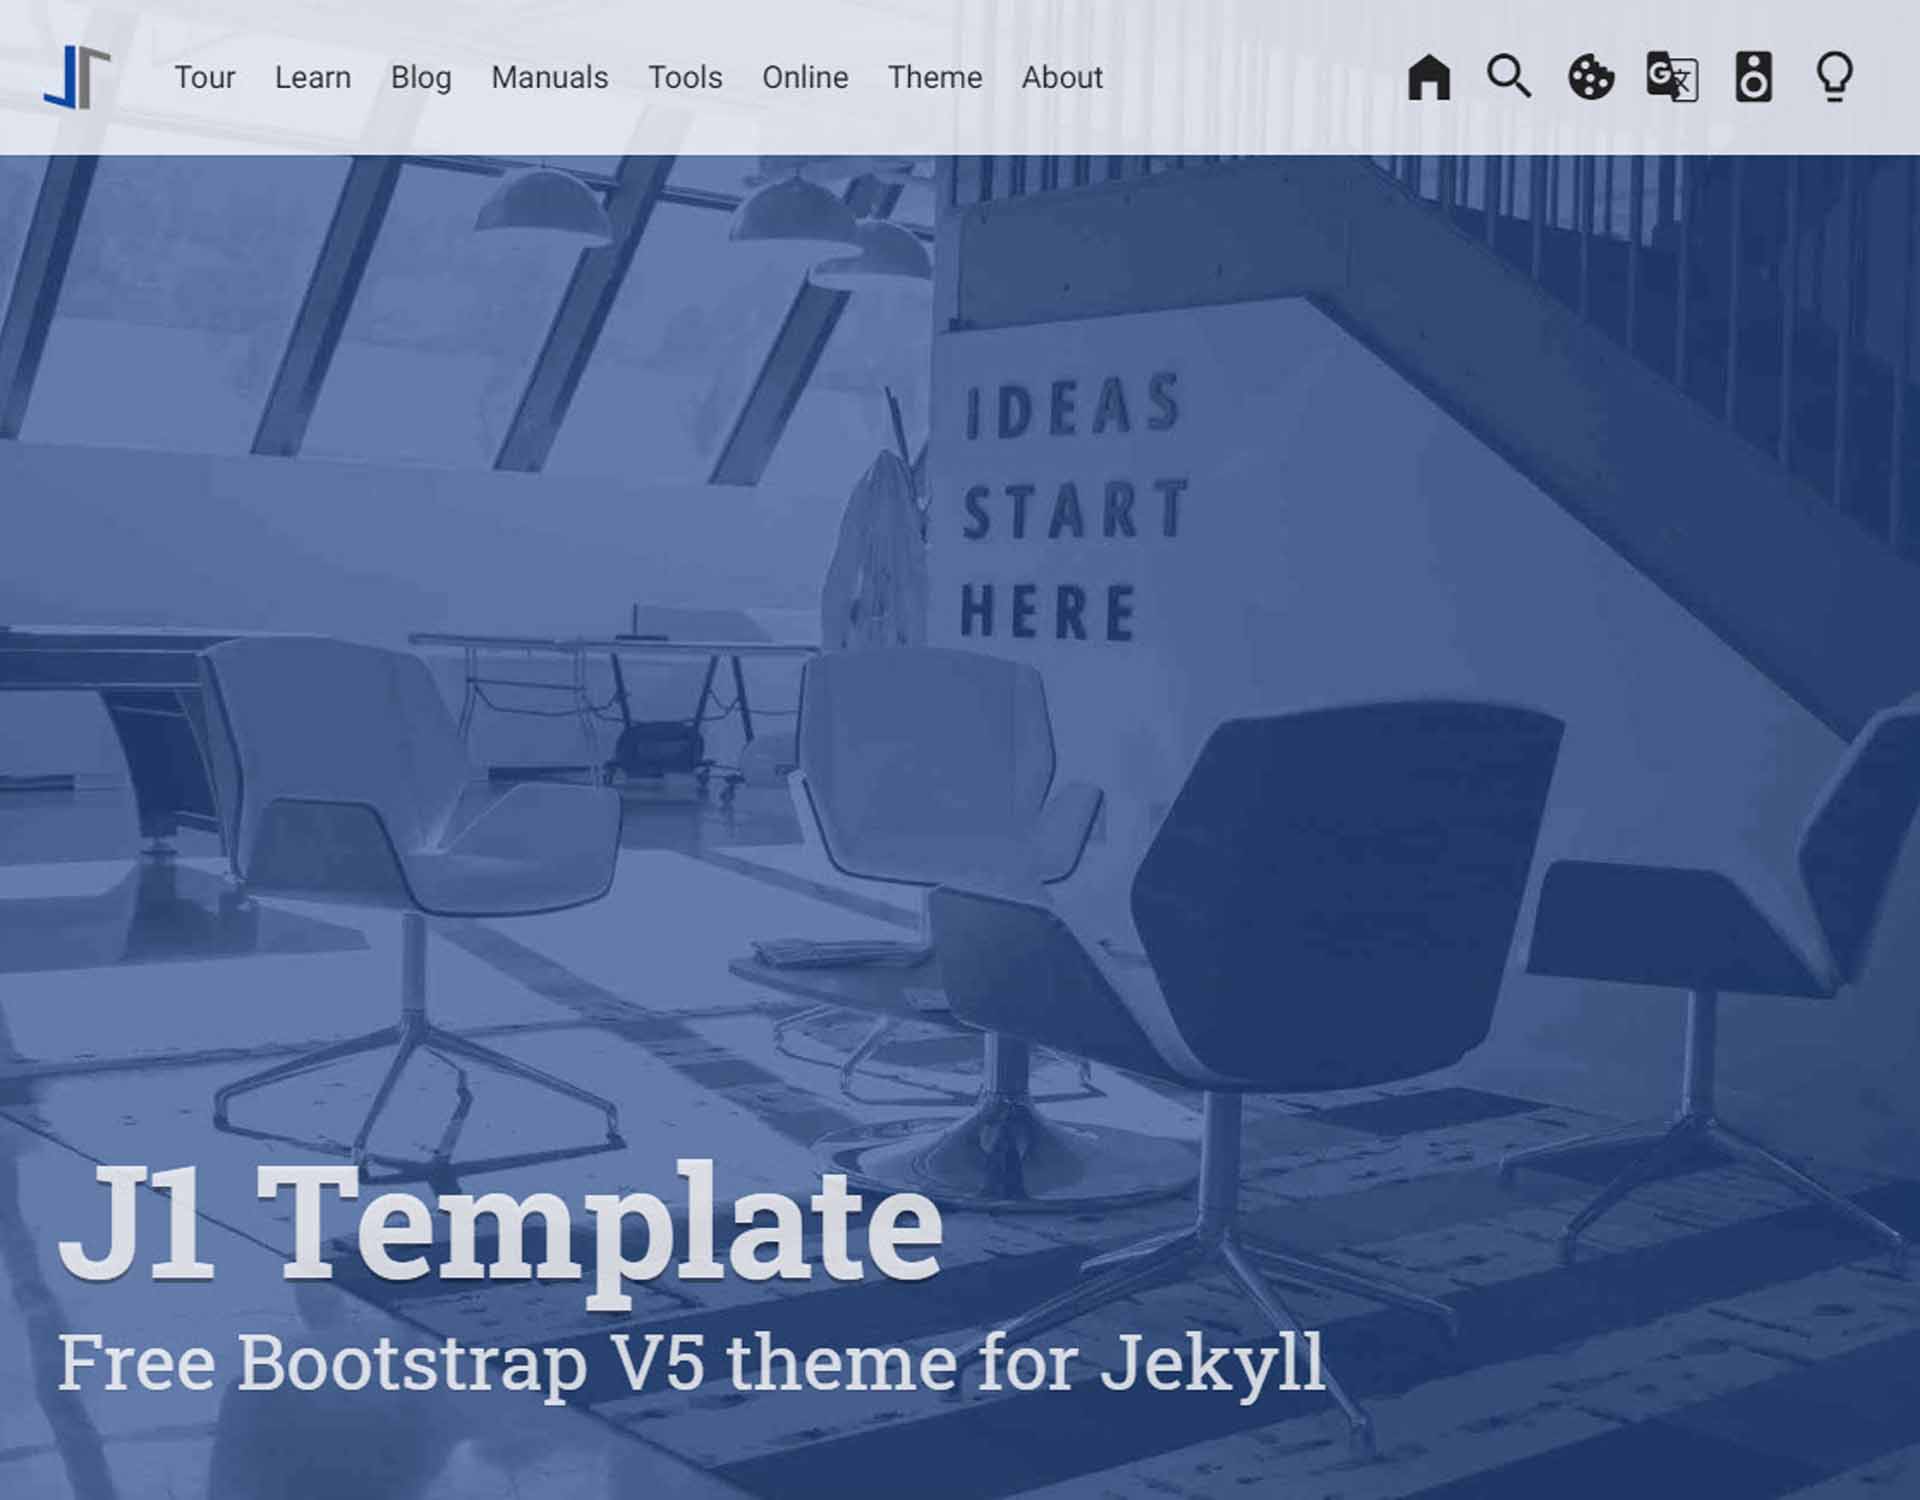 Tour Learn Blog Manuals Tools Online Theme About
IDEAS
START
HERE
J1 Template
Free Bootstrap V5 theme for Jekyll